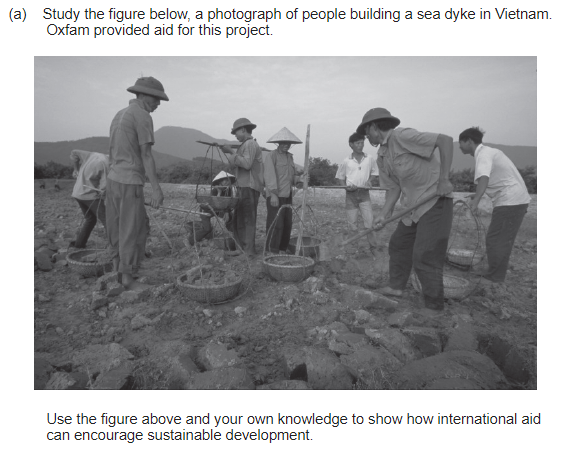 (a) Study the figure below, a photograph of people building a sea dyke in Vietnam.
Oxfam provided aid for this project.
Use the figure above and your own knowledge to show how international aid
can encourage sustainable development.